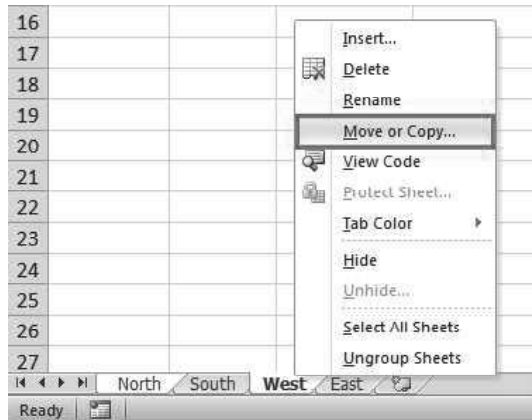 16
17
18
19
20
21
22
23
24
25
26
27
Insert...
Delete
Rename
Move or Copy...
View Code
Protect Sheet...
Tab Color
Hide
Unhide...
Select All Sheets
Ungroup Sheets
North South West East
Ready